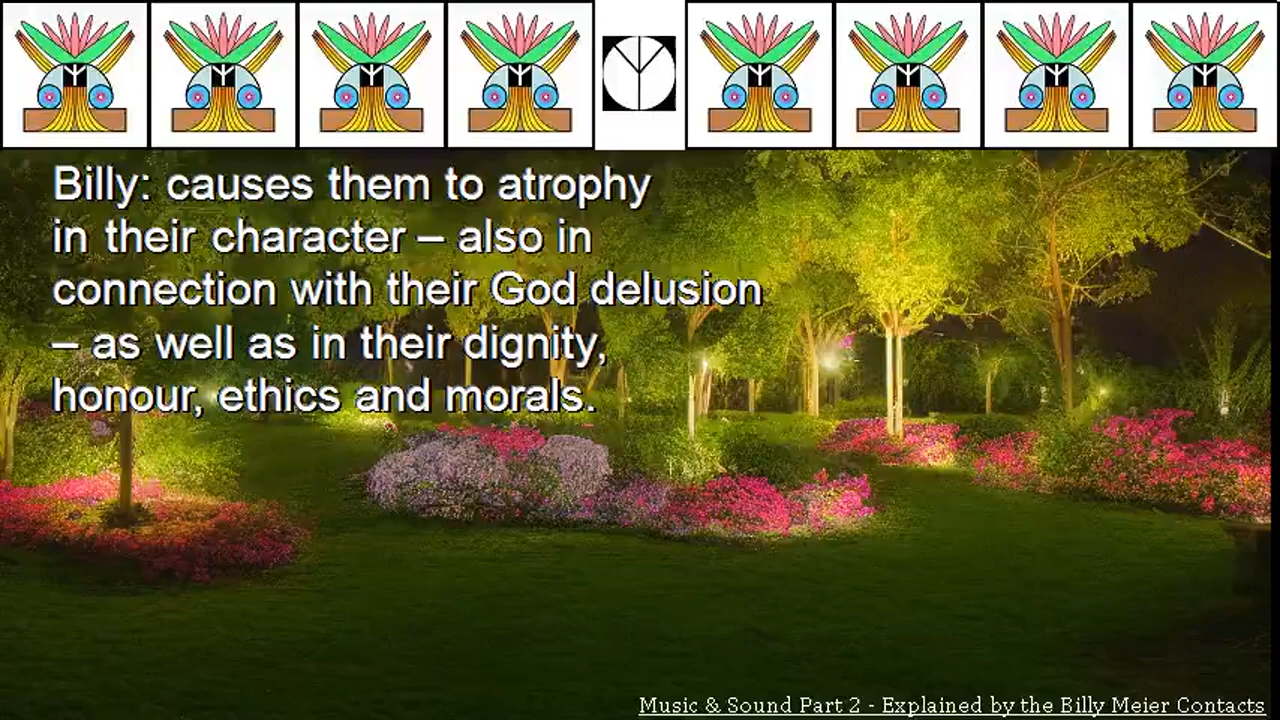 Billy: causes them to atrophy
in their character – also in
connection with their God delusion
– as well as in their dignity,
honour, ethics and morals.
Music & Sound Part 2 - Explained by the Billy Meier Contacts